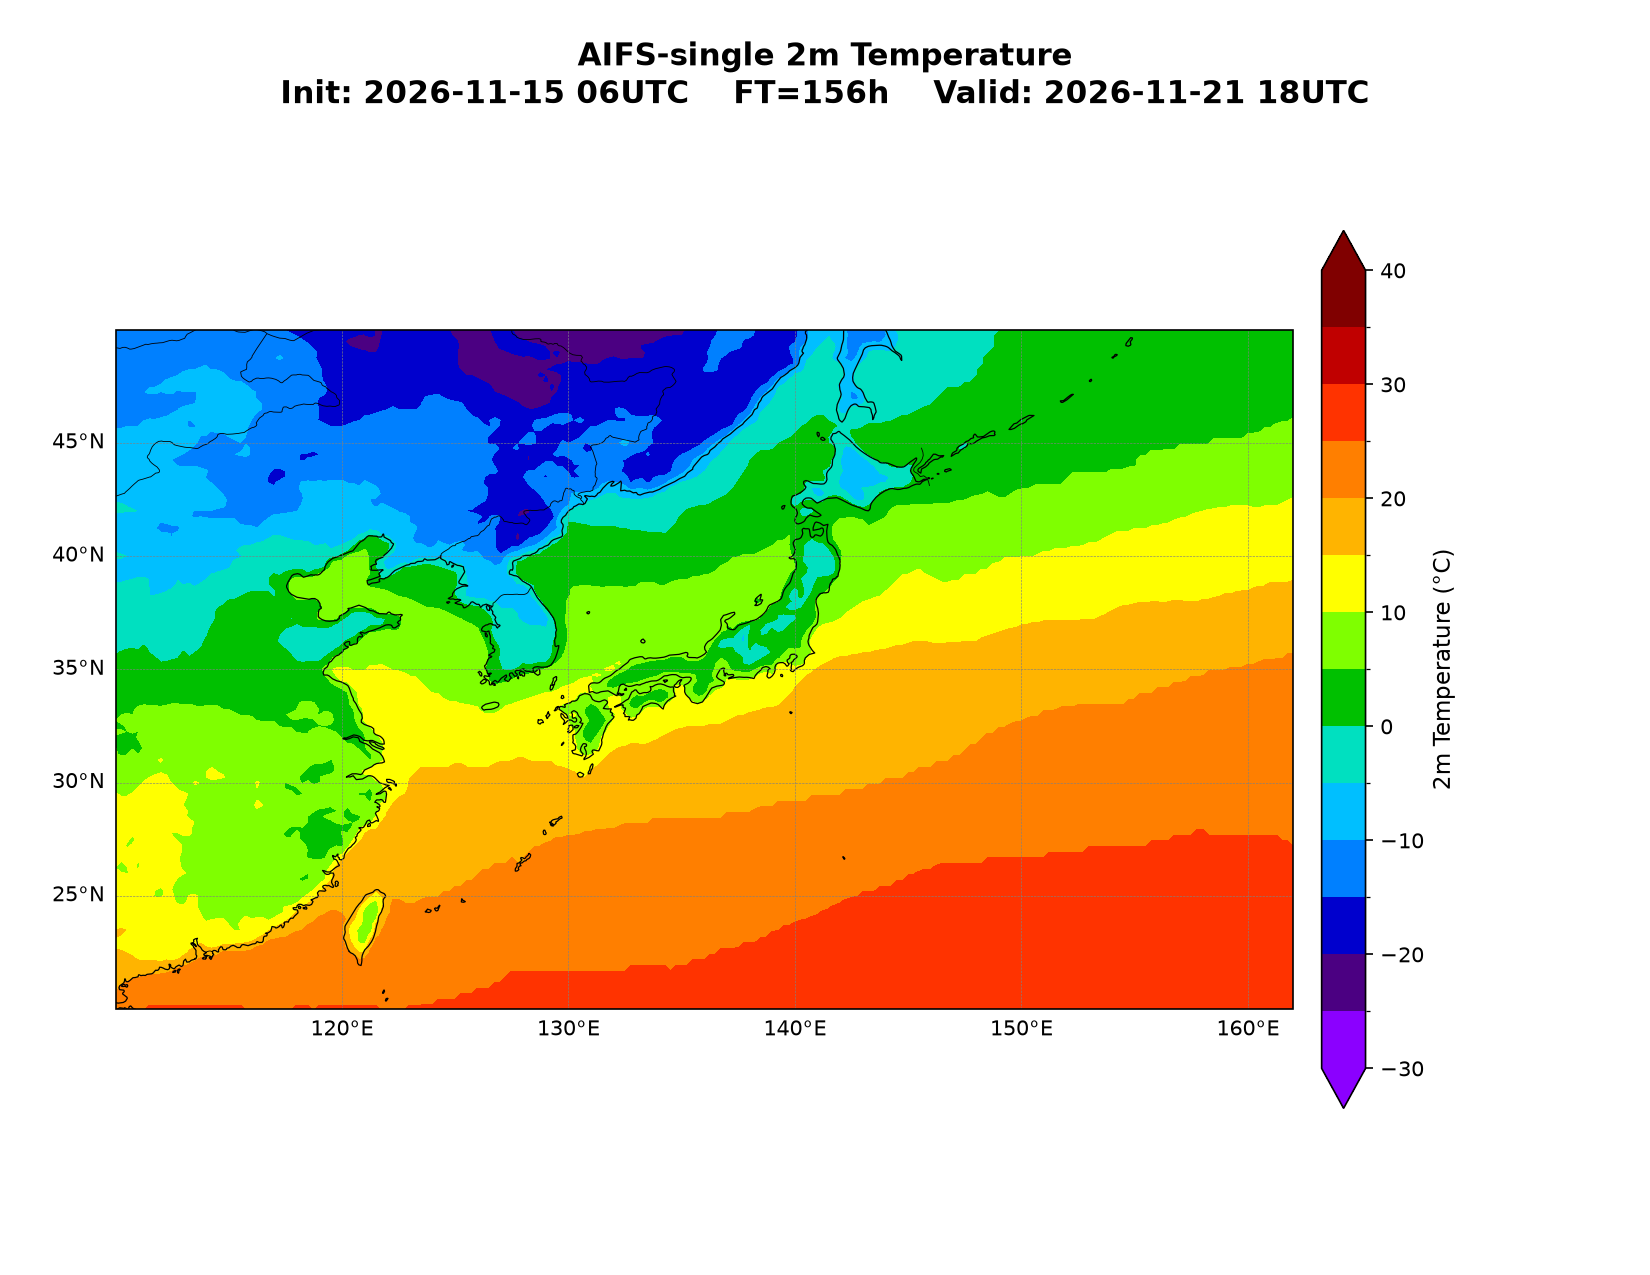 AIFS-single 2m Temperature
Init: 2026-11-15 06UTC    FT=156h    Valid: 2026-11-21 18UTC
45°N
40°N
35°N
30°N
25°N
120°E
130°E
140°E
150°E
160°E
40
30
20
10
0
−10
−20
−30
2m Temperature (°C)